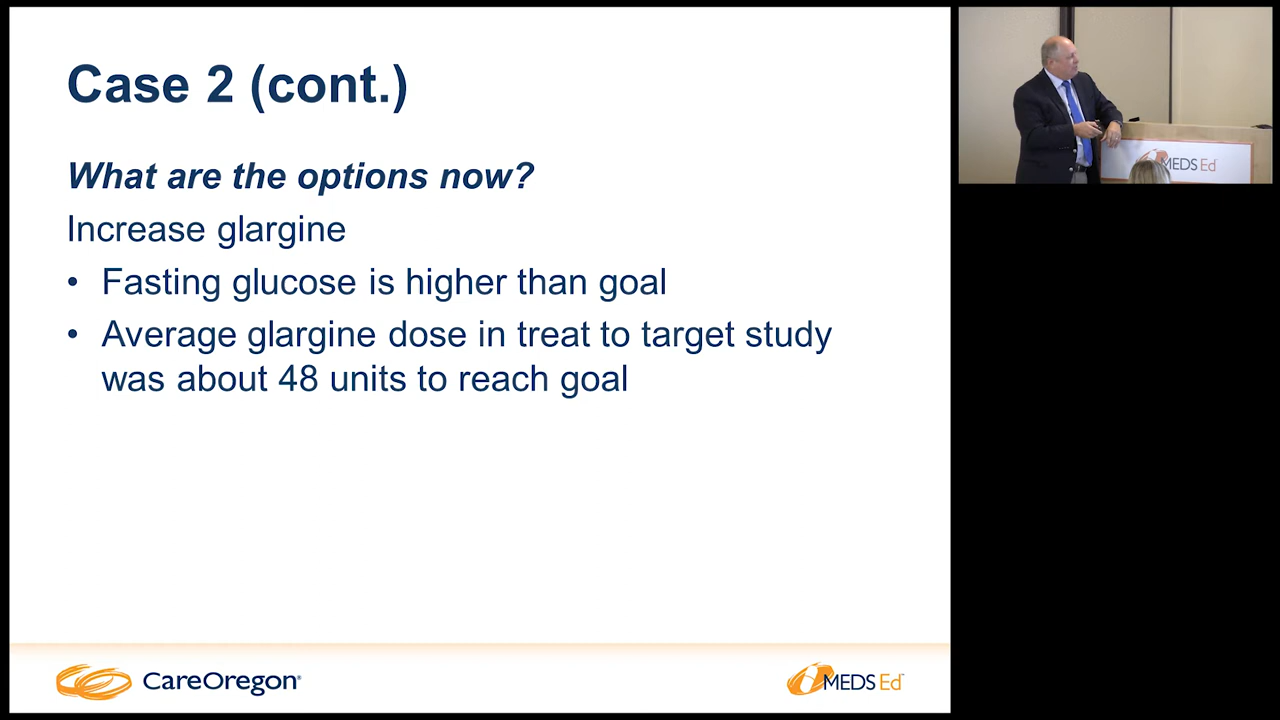 Case 2 (cont.)
What are the options now?
Increase glargine
• Fasting glucose is higher than goal
• Average glargine dose in treat to target study
was about 48 units to reach goal
CareOregon®
MEDS Ed™
MEDS Ed